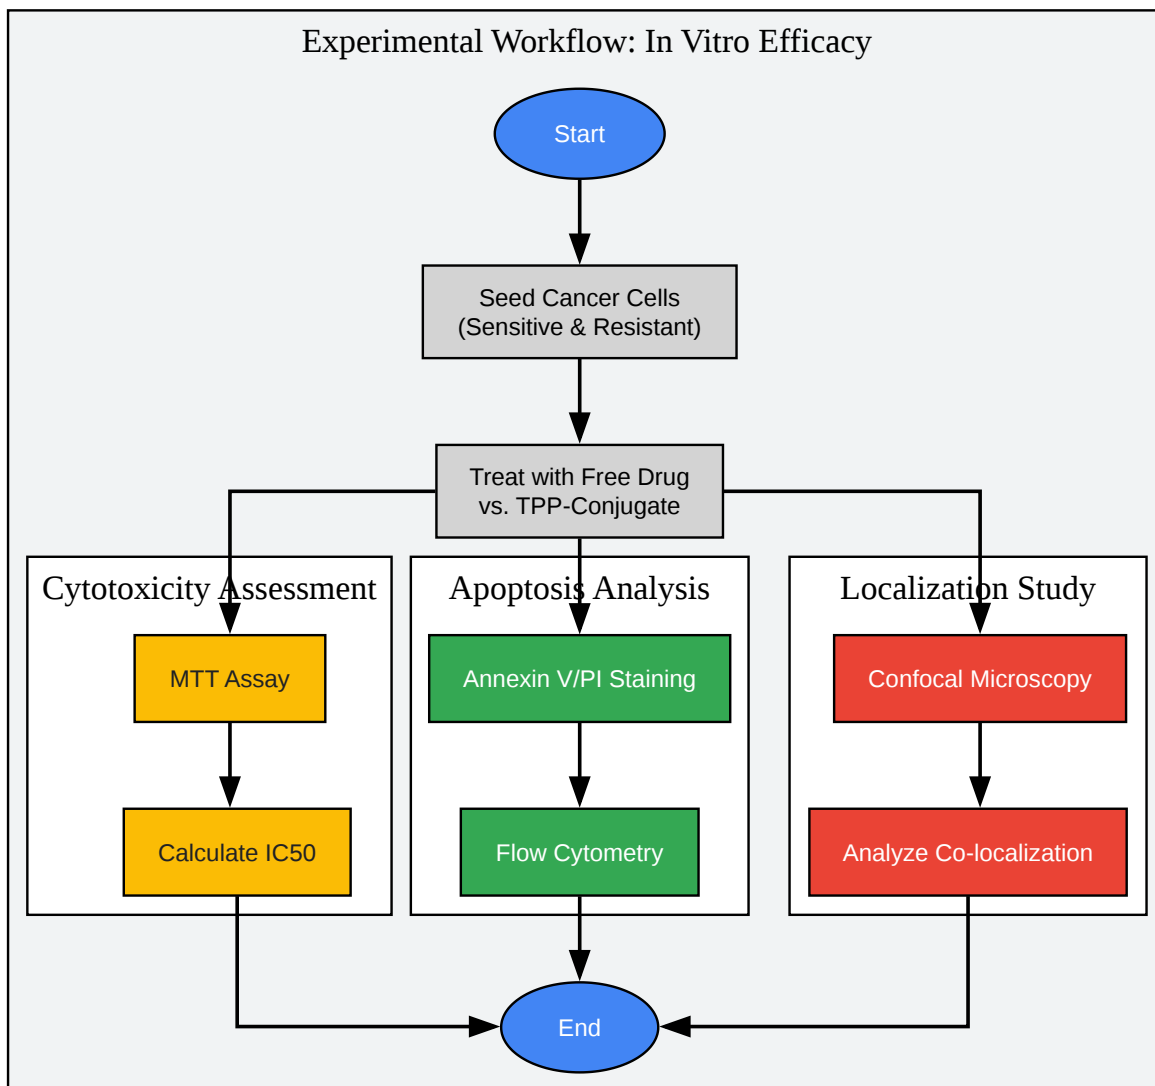 Experimental Workflow: In Vitro Efficacy
Start
Seed Cancer Cells
(Sensitive & Resistant)
Treat with Free Drug
vs. TPP-Conjugate
Cytotoxicity Assessment
MTT Assay
Calculate IC50
Apoptosis Analysis
Annexin V/PI Staining
Flow Cytometry
Localization Study
Confocal Microscopy
Analyze Co-localization
End